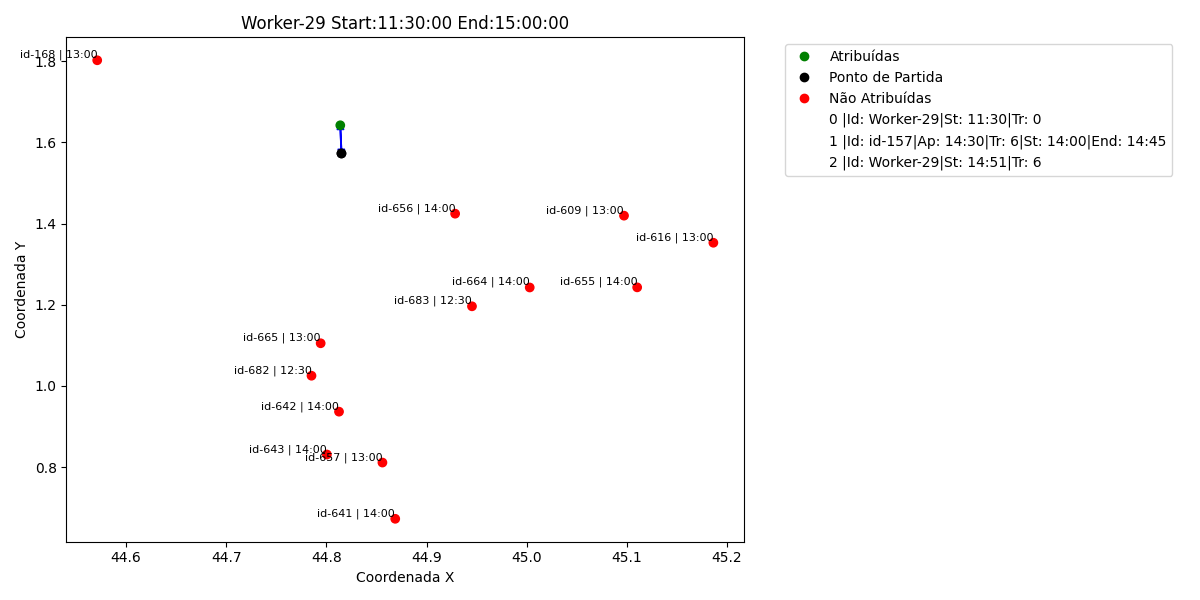 Worker-29 Start:11:30:00 End:15:00:00
id-168 | 13:00
id-656 | 14:00
id-609 | 13:00
id-616 | 13:00
id-664 | 14:00
id-655 | 14:00
id-683 | 12:30
id-665 | 13:00
id-682 | 12:30
id-642 | 14:00
id-643 | 14:00
| 13:00
id-641 | 14:00
Coordenada Y
1.8
1.6
1.4
1.2
1.0
0.8
44.6 44.7 44.8 44.9 45.0 45.1 45.2
Coordenada X
Atribuídas
Ponto de Partida
Não Atribuídas
0 |Id: Worker-29|St: 11:30|Tr: 0
1 |Id: id-157|Ap: 14:30|Tr: 6|St: 14:00|End: 14:45
2 |Id: Worker-29|St: 14:51|Tr: 6